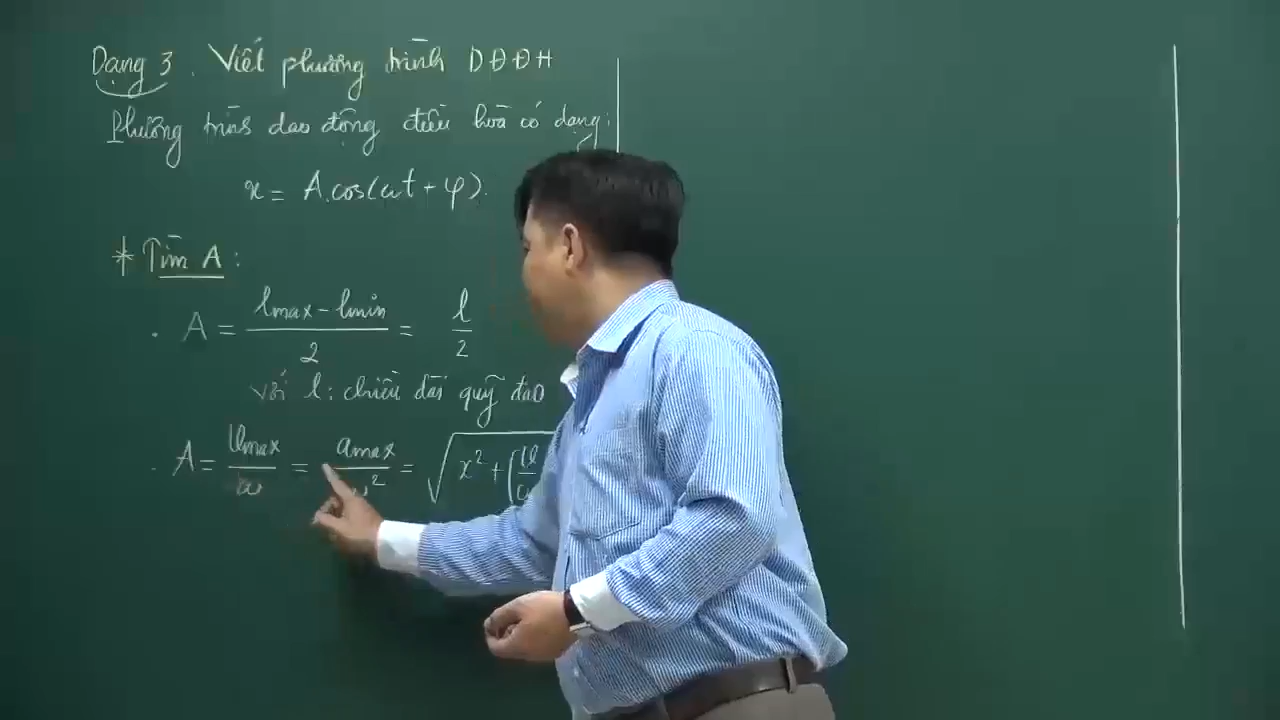 Dạng 3. Viết phương trình DĐĐH
Phương trình dao động điều hoà có dạng:
x = A.cos(ωt + φ).
* Tìm A:
. A = (lmax - lmin)/2 = l/2
với l: chiều dài quỹ đạo
. A = vmax/ω = amax/ω² = √x² + (v/ω